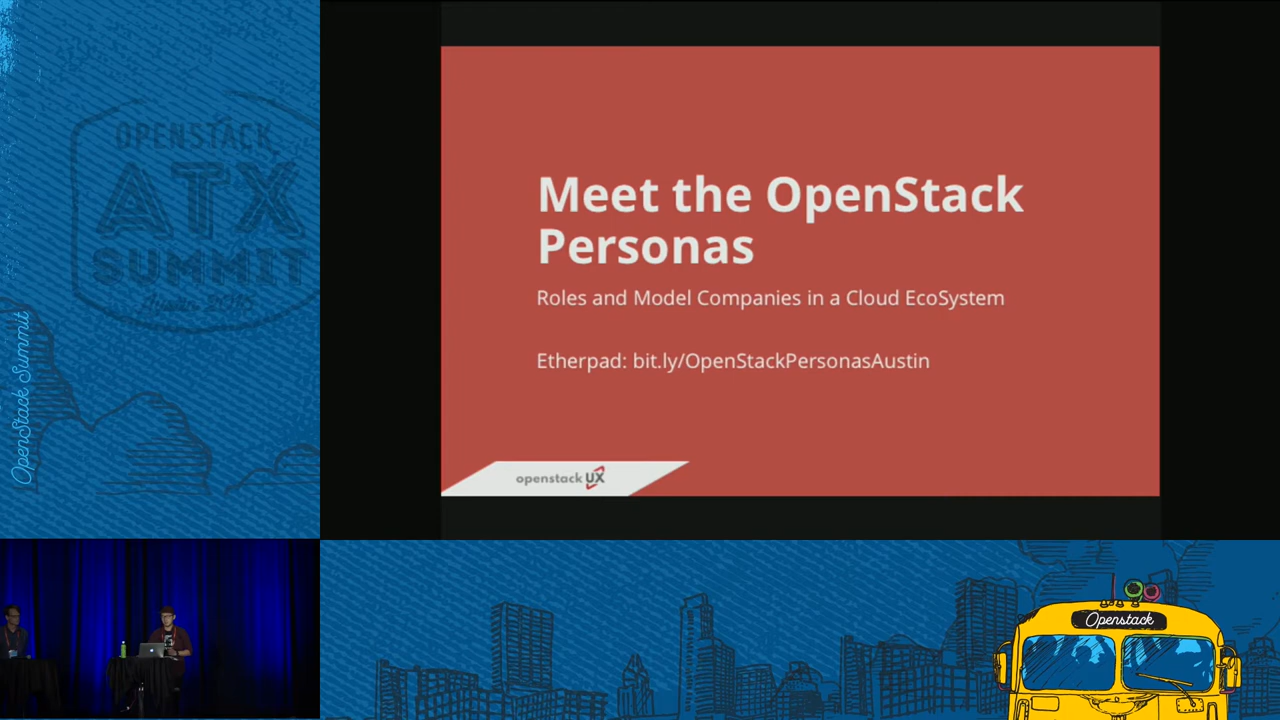 OPENSTACK
ATX
SUMMIT
Austin 2016
OpenStack Summit
Meet the OpenStack
Personas
Roles and Model Companies in a Cloud EcoSystem
Etherpad: bit.ly/OpenStackPersonasAustin
openstack UX
Openstack